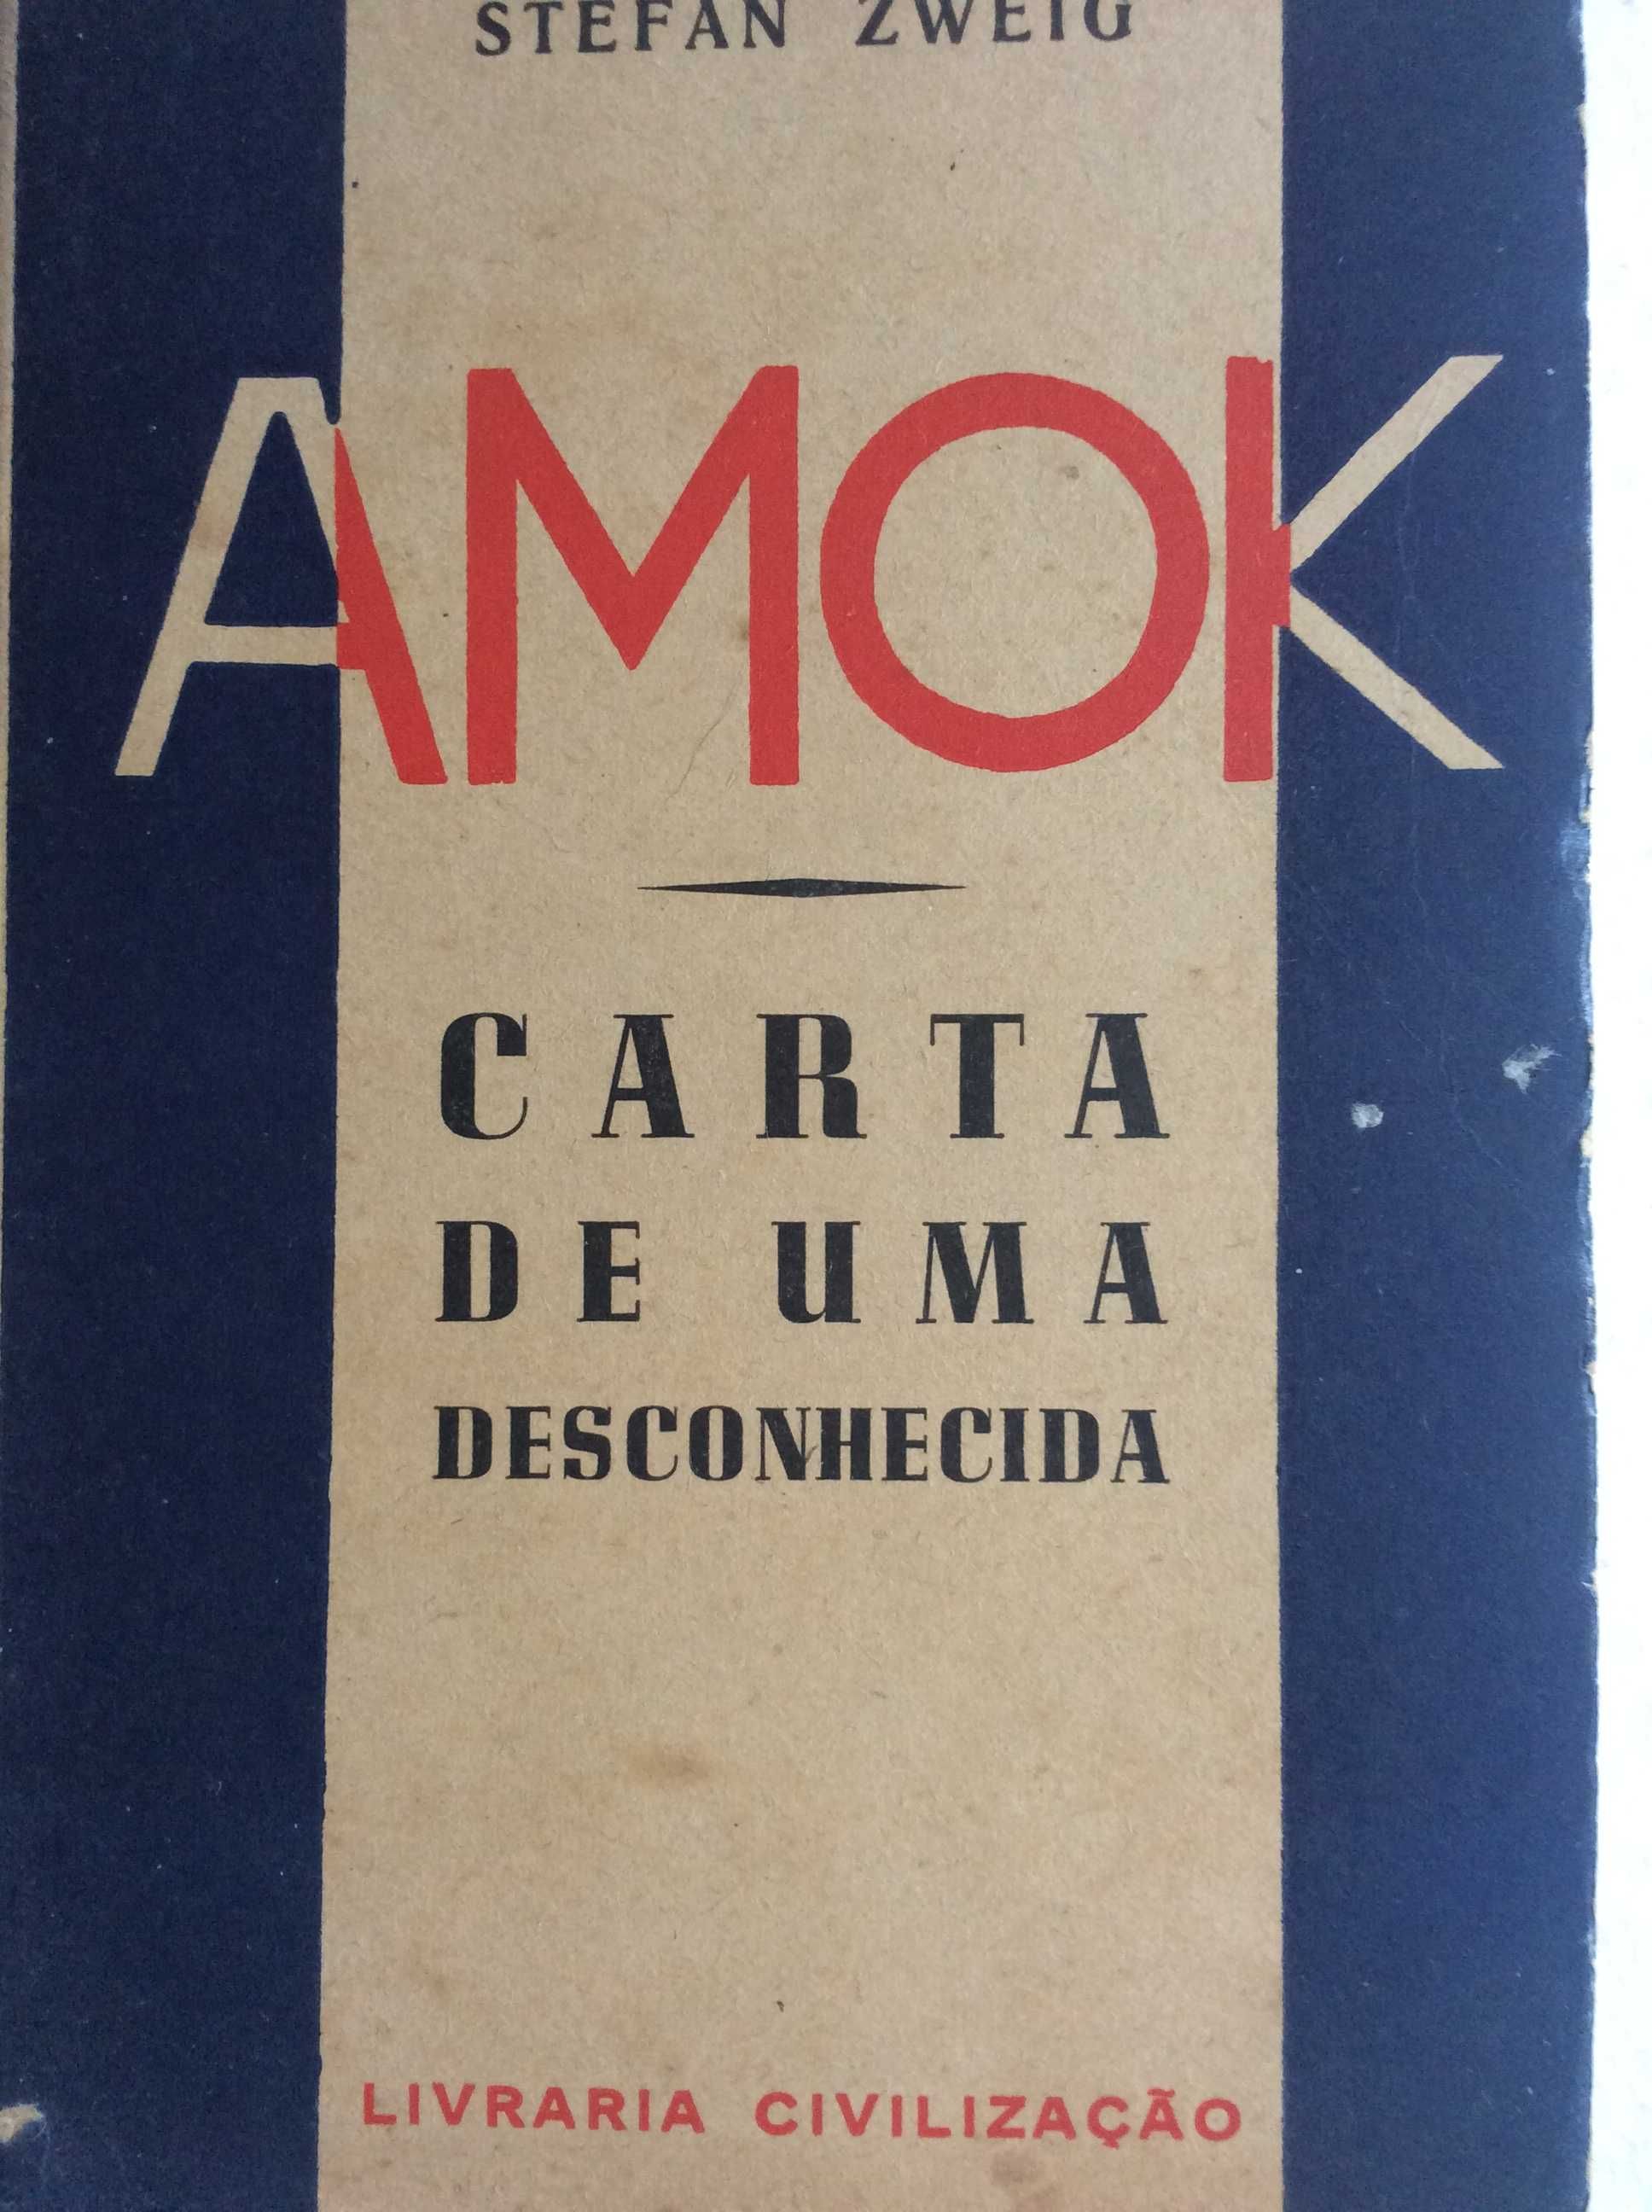 STEFAN ZWEIG
AMOK
CARTA
DE UMA
DESCONHECIDA
LIVRARIA CIVILIZAÇÃO